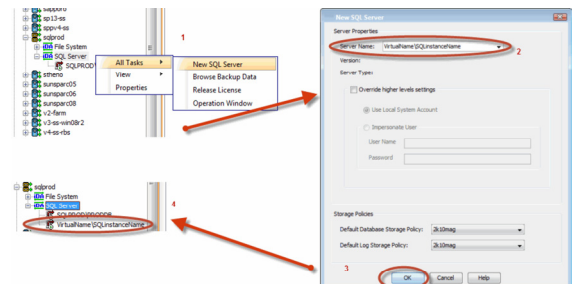 sapporo
sp13-ss
sppv4-ss
sqlprod
File System
SQL Server
SQLPROD
stheno
sunsparc05
sunsparc06
sunsparc08
v2-farm
v3-ss-win08r2
v4-ss-rbs
1
All Tasks
View
Properties
New SQL Server
Browse Backup Data
Release License
Operation Window
New SQL Server
Server Properties
Server Name: VirtualName\SQLinstanceName
2
Version:
Server Type:
Override higher levels settings
Use Local System Account
Impersonate User
User Name
Password
Storage Policies
Default Database Storage Policy: 2k10mag
Default Log Storage Policy: 2k10mag
3
OK Cancel Help
sqlprod
File System
SQL Server
4
VirtualName\SQLinstanceName